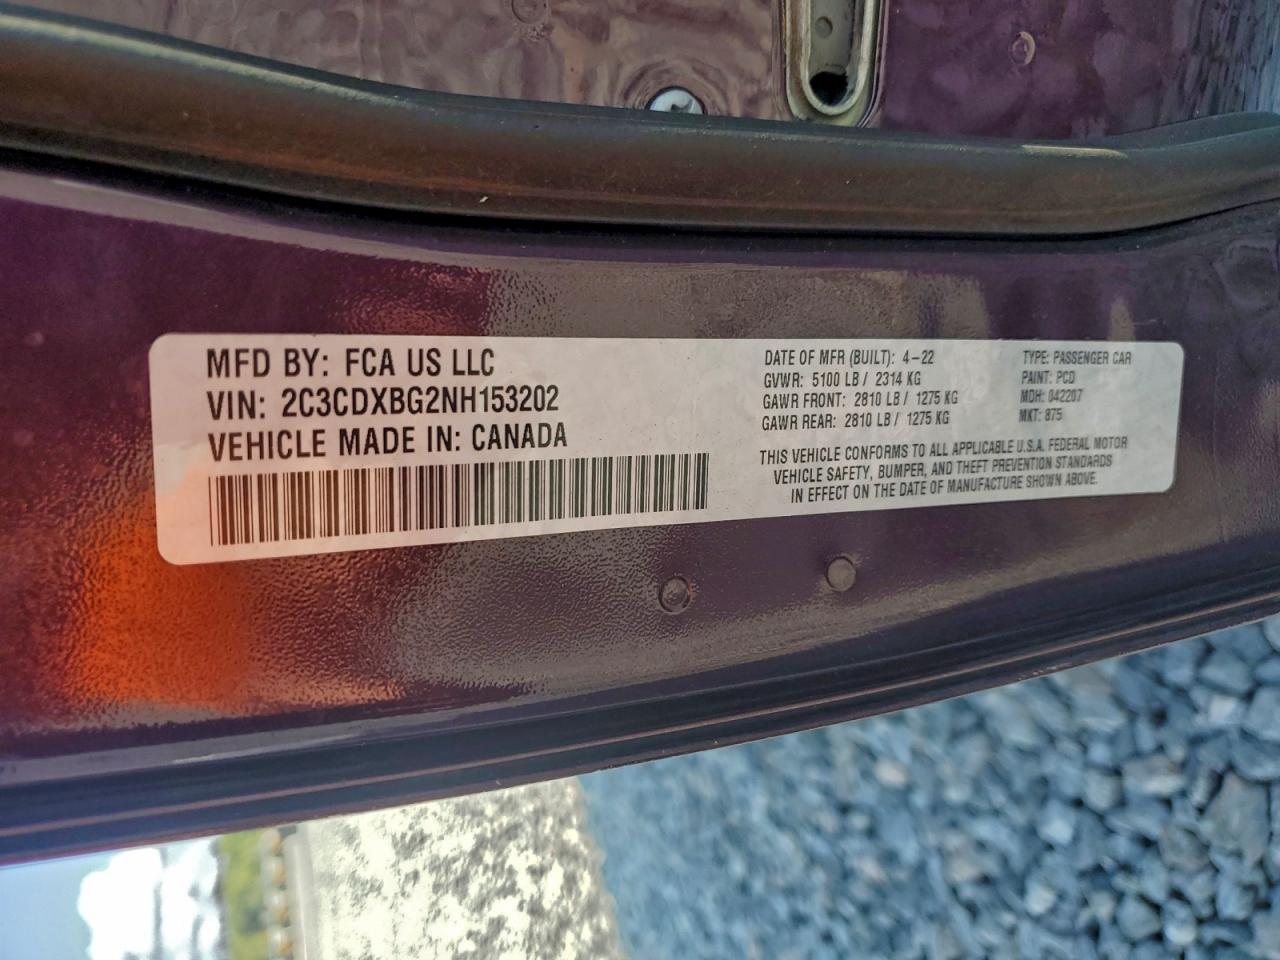 MFD BY: FCA US LLC
VIN: 2C3CDXBG2NH153202
VEHICLE MADE IN: CANADA
DATE OF MFR (BUILT): 4-22
GVWR: 5100 LB / 2314 KG
GAWR FRONT: 2810 LB / 1275 KG
GAWR REAR: 2810 LB / 1275 KG
TYPE: PASSENGER CAR
PAINT: PCD
MDH: 042207
MKT: 875
THIS VEHICLE CONFORMS TO ALL APPLICABLE U.S.A. FEDERAL MOTOR
VEHICLE SAFETY, BUMPER, AND THEFT PREVENTION STANDARDS
IN EFFECT ON THE DATE OF MANUFACTURE SHOWN ABOVE.